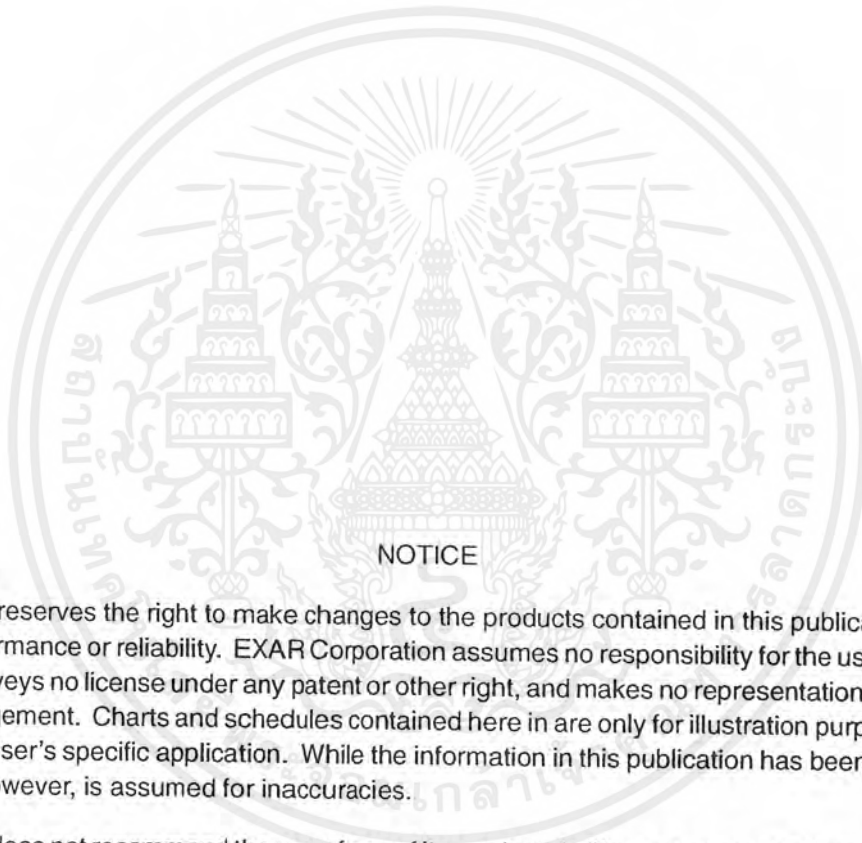 NOTICE
reserves the right to make changes to the products contained in this publica
rmance or reliability. EXAR Corporation assumes no responsibility for the us
veys no license under any patent or other right, and makes no representation
gement. Charts and schedules contained here in are only for illustration purp
ser's specific application. While the information in this publication has been
owever, is assumed for inaccuracies.